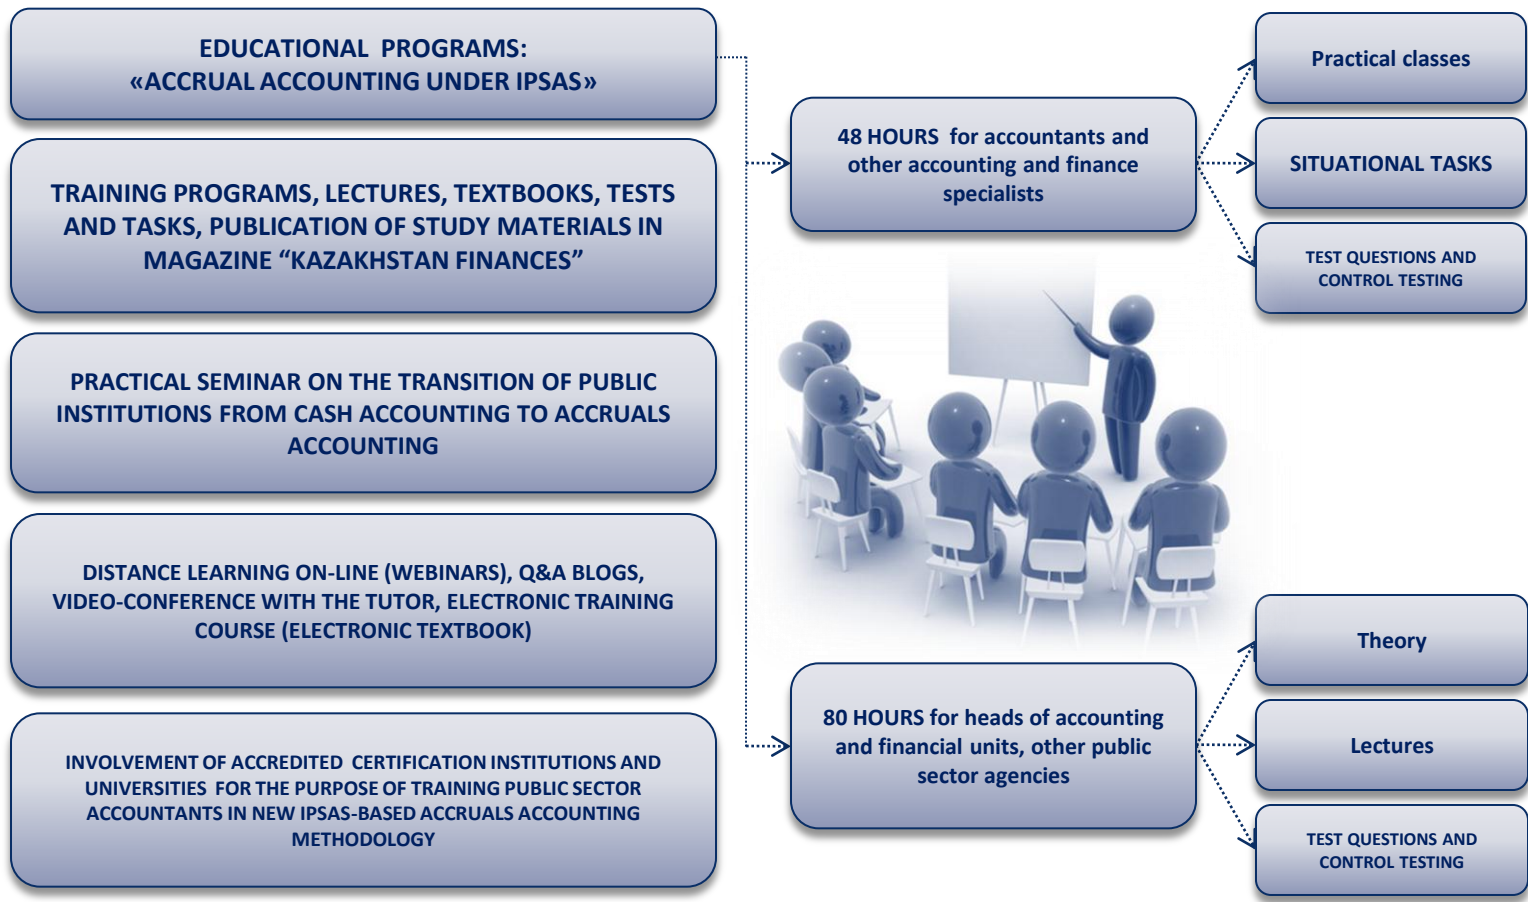 EDUCATIONAL PROGRAMS:
«ACCRUAL ACCOUNTING UNDER IPSAS»
TRAINING PROGRAMS, LECTURES, TEXTBOOKS, TESTS
AND TASKS, PUBLICATION OF STUDY MATERIALS IN
MAGAZINE “KAZAKHSTAN FINANCES”
PRACTICAL SEMINAR ON THE TRANSITION OF PUBLIC
INSTITUTIONS FROM CASH ACCOUNTING TO ACCRUALS
ACCOUNTING
DISTANCE LEARNING ON-LINE (WEBINARS), Q&A BLOGS,
VIDEO-CONFERENCE WITH THE TUTOR, ELECTRONIC TRAINING
COURSE (ELECTRONIC TEXTBOOK)
INVOLVEMENT OF ACCREDITED CERTIFICATION INSTITUTIONS AND
UNIVERSITIES FOR THE PURPOSE OF TRAINING PUBLIC SECTOR
ACCOUNTANTS IN NEW IPSAS-BASED ACCRUALS ACCOUNTING
METHODOLOGY
48 HOURS for accountants and
other accounting and finance
specialists
Practical classes
SITUATIONAL TASKS
TEST QUESTIONS AND
CONTROL TESTING
80 HOURS for heads of accounting
and financial units, other public
sector agencies
Theory
Lectures
TEST QUESTIONS AND
CONTROL TESTING